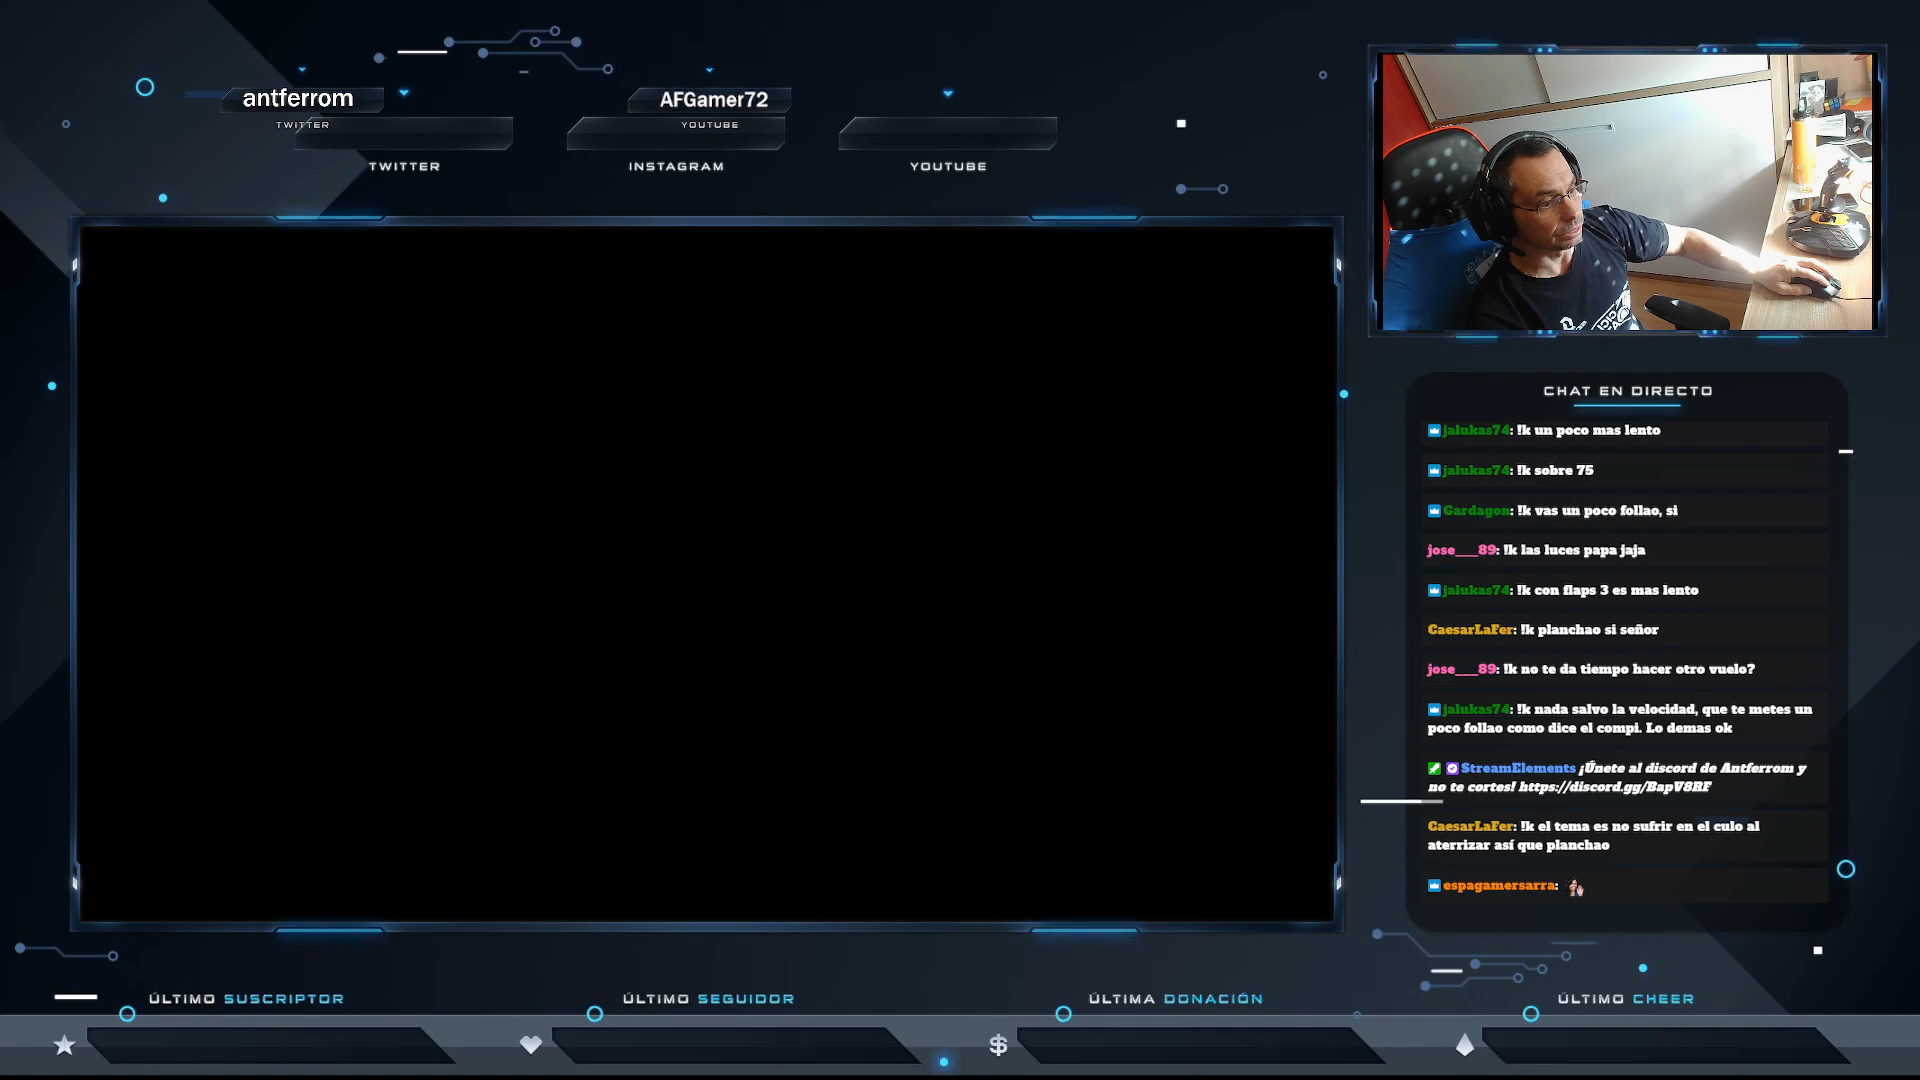 antferrom
TWITTER
AFGamer72
YOUTUBE
TWITTER
INSTAGRAM
YOUTUBE
CHAT EN DIRECTO
jalukas74: !k un poco mas lento
jalukas74: !k sobre 75
Gardagon: !k vas un poco follao, si
jose___89: !k las luces papa jaja
jalukas74: !k con flaps 3 es mas lento
CaesarLaFer: !k planchao si señor
jose___89: !k no te da tiempo hacer otro vuelo?
jalukas74: !k nada salvo la velocidad, que te metes un
poco follao como dice el compi. Lo demas ok
StreamElements ¡Únete al discord de Antferrom y
no te cortes! https://discord.gg/BapV8RF
CaesarLaFer: !k el tema es no sufrir en el culo al
aterrizar así que planchao
espagamersarra:
ÚLTIMO SUSCRIPTOR
ÚLTIMO SEGUIDOR
ÚLTIMA DONACIÓN
ÚLTIMO CHEER